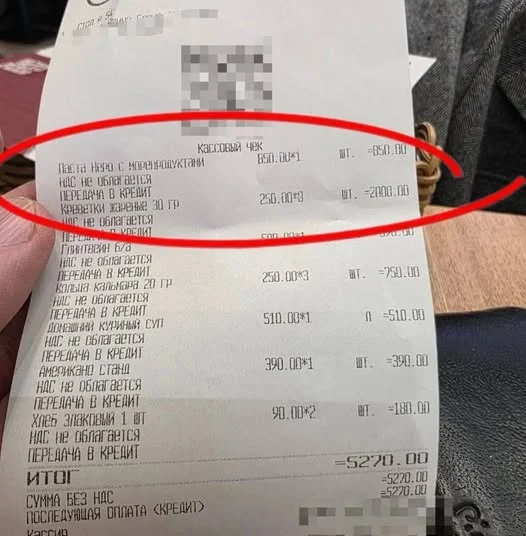 Кассовый чек
Паста Неро с морепродуктами 850.00*1 шт. =850.00
НДС не облагается
ПЕРЕДАЧА В КРЕДИТ
Креветки жарение 30 гр 250.00*3 шт. =2000.00
НДС не облагается
ПЕРЕДАЧА В КРЕДИТ
Глинтвейн б/а
НДС не облагается
ПЕРЕДАЧА В КРЕДИТ
Кольца кальмара 20 гр 250.00*3 шт. =750.00
НДС не облагается
ПЕРЕДАЧА В КРЕДИТ
Домашний куриный суп 510.00*1 л =510.00
НДС не облагается
ПЕРЕДАЧА В КРЕДИТ
Американо станд 390.00*1 шт. =390.00
НДС не облагается
ПЕРЕДАЧА В КРЕДИТ
Хлеб злаковый 1 шт 90.00*2 шт. =180.00
НДС не облагается
ПЕРЕДАЧА В КРЕДИТ
ИТОГ =5270.00
СУММА БЕЗ НДС =5270.00
ПОСЛЕДУЮЩАЯ ОПЛАТА <КРЕДИТ> =5270.00
Кассир